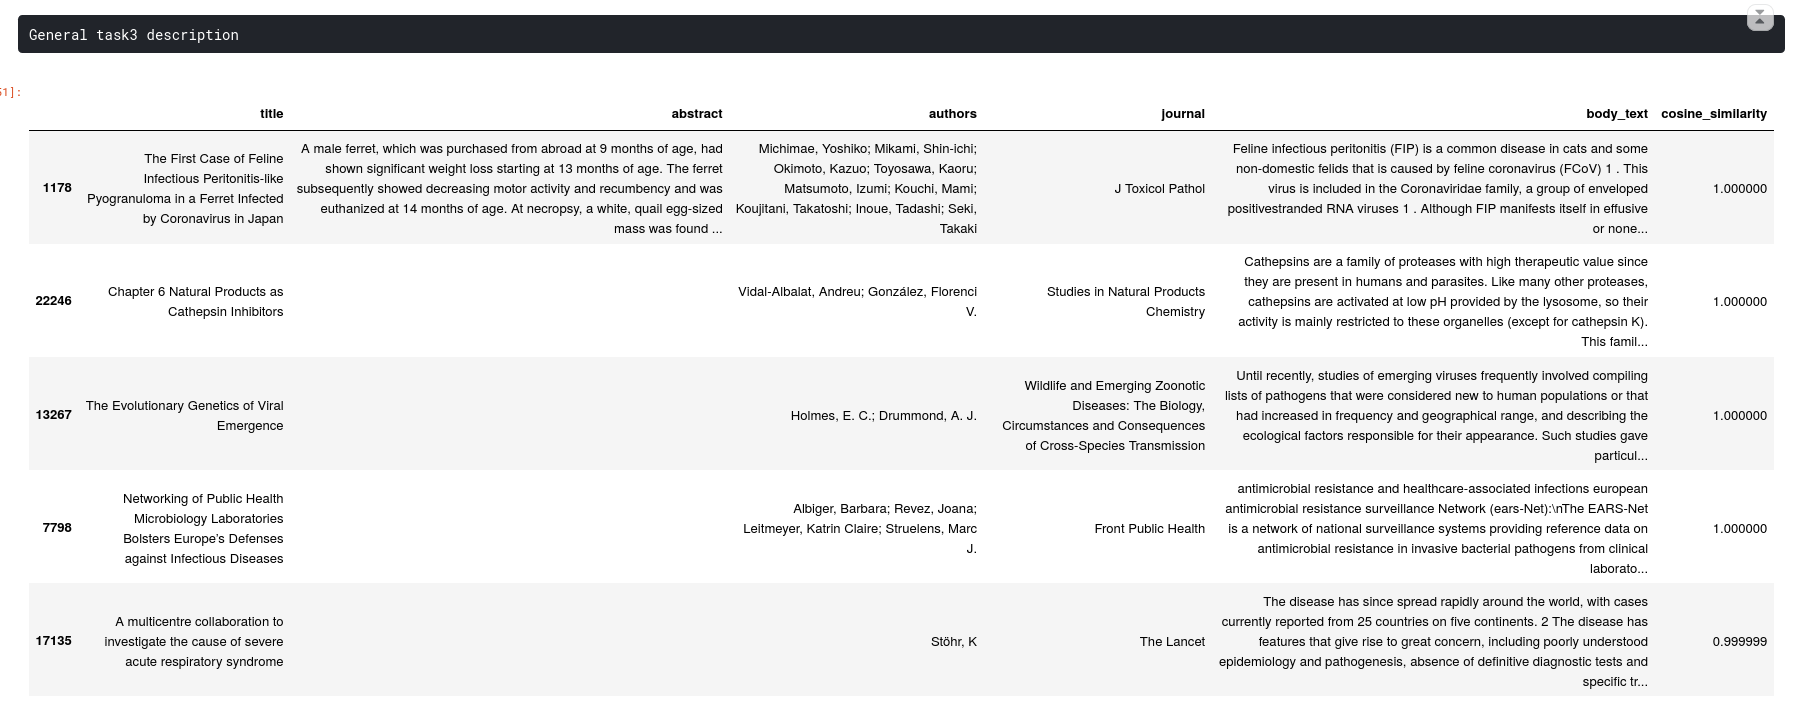 General task3 description
51]:
title abstract authors journal body_text cosine_similarity
1178
The First Case of Feline
Infectious Peritonitis-like
Pyogranuloma in a Ferret Infected
by Coronavirus in Japan
A male ferret, which was purchased from abroad at 9 months of age, had
shown significant weight loss starting at 13 months of age. The ferret
subsequently showed decreasing motor activity and recumbency and was
euthanized at 14 months of age. At necropsy, a white, quail egg-sized
mass was found ...
Michimae, Yoshiko; Mikami, Shin-ichi;
Okimoto, Kazuo; Toyosawa, Kaoru;
Matsumoto, Izumi; Kouchi, Mami;
Koujitani, Takatoshi; Inoue, Tadashi; Seki,
Takaki
J Toxicol Pathol
Feline infectious peritonitis (FIP) is a common disease in cats and some
non-domestic felids that is caused by feline coronavirus (FCoV) 1 . This
virus is included in the Coronaviridae family, a group of enveloped
positivestranded RNA viruses 1 . Although FIP manifests itself in effusive
or none...
1.000000
22246
Chapter 6 Natural Products as
Cathepsin Inhibitors
Vidal-Albalat, Andreu; González, Florenci
V.
Studies in Natural Products
Chemistry
Cathepsins are a family of proteases with high therapeutic value since
they are present in humans and parasites. Like many other proteases,
cathepsins are activated at low pH provided by the lysosome, so their
activity is mainly restricted to these organelles (except for cathepsin K).
This famil...
1.000000
13267
The Evolutionary Genetics of Viral
Emergence
Holmes, E. C.; Drummond, A. J.
Wildlife and Emerging Zoonotic
Diseases: The Biology,
Circumstances and Consequences
of Cross-Species Transmission
Until recently, studies of emerging viruses frequently involved compiling
lists of pathogens that were considered new to human populations or that
had increased in frequency and geographical range, and describing the
ecological factors responsible for their appearance. Such studies gave
particul...
1.000000
7798
Networking of Public Health
Microbiology Laboratories
Bolsters Europe's Defenses
against Infectious Diseases
Albiger, Barbara; Revez, Joana;
Leitmeyer, Katrin Claire; Struelens, Marc
J.
Front Public Health
antimicrobial resistance and healthcare-associated infections european
antimicrobial resistance surveillance Network (ears-Net):\nThe EARS-Net
is a network of national surveillance systems providing reference data on
antimicrobial resistance in invasive bacterial pathogens from clinical
laborato...
1.000000
17135
A multicentre collaboration to
investigate the cause of severe
acute respiratory syndrome
Stöhr, K
The Lancet
The disease has since spread rapidly around the world, with cases
currently reported from 25 countries on five continents. 2 The disease has
features that give rise to great concern, including poorly understood
epidemiology and pathogenesis, absence of definitive diagnostic tests and
specific tr...
0.999999